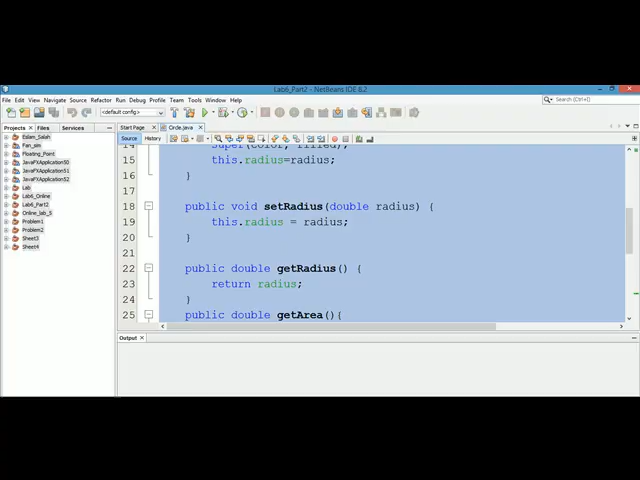 Lab6_Part2 - NetBeans IDE 8.2
File Edit View Navigate Source Refactor Run Debug Profile Team Tools Window Help
Search (Ctrl+I)
<default config>
Projects Files Services
Start Page Circle.java
Source History
Fan_sim
Floating_Point
JavaFXApplication50
JavaFXApplication51
JavaFXApplication52
Lab
Lab6_Online
Lab6_Part2
Online_lab_5
Problem1
Problem2
Sheet3
Sheet4
14 super(color, filled);
15 this.radius=radius;
16 }
17
18 public void setRadius(double radius) {
19 this.radius = radius;
20 }
21
22 public double getRadius() {
23 return radius;
24 }
25 public double getArea(){
Output